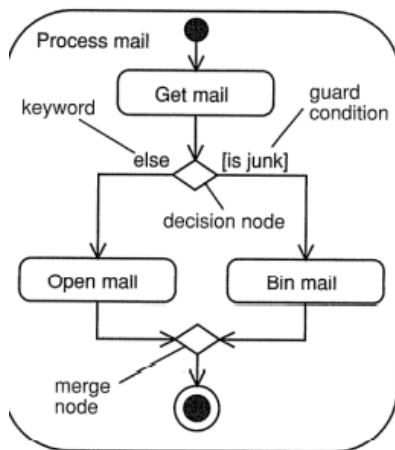 Process mail
Get mail
keyword
guard
condition
else
[is junk]
decision node
Open mail
Bin mail
merge
node